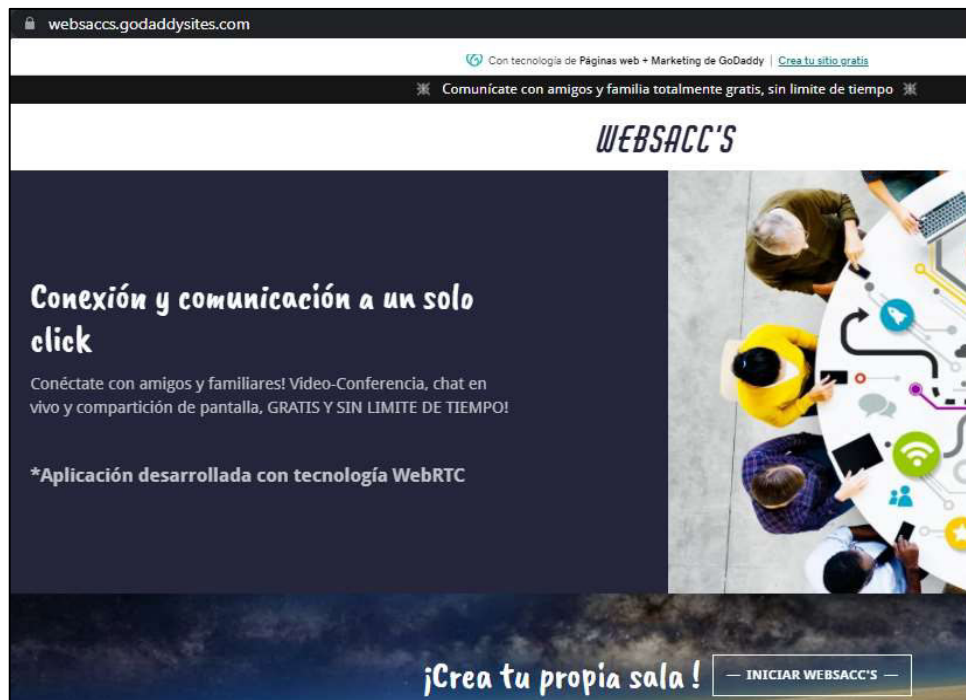 websaccs.godaddysites.com
Con tecnología de Páginas web + Marketing de GoDaddy | Crea tu sitio gratis
Comunícate con amigos y familia totalmente gratis, sin limite de tiempo
WEBSACC'S
Conexión y comunicación a un solo
click
Conéctate con amigos y familiares! Video-Conferencia, chat en
vivo y compartición de pantalla, GRATIS Y SIN LIMITE DE TIEMPO!
*Aplicación desarrollada con tecnología WebRTC
¡Crea tu propia sala !
— INICIAR WEBSACC'S —